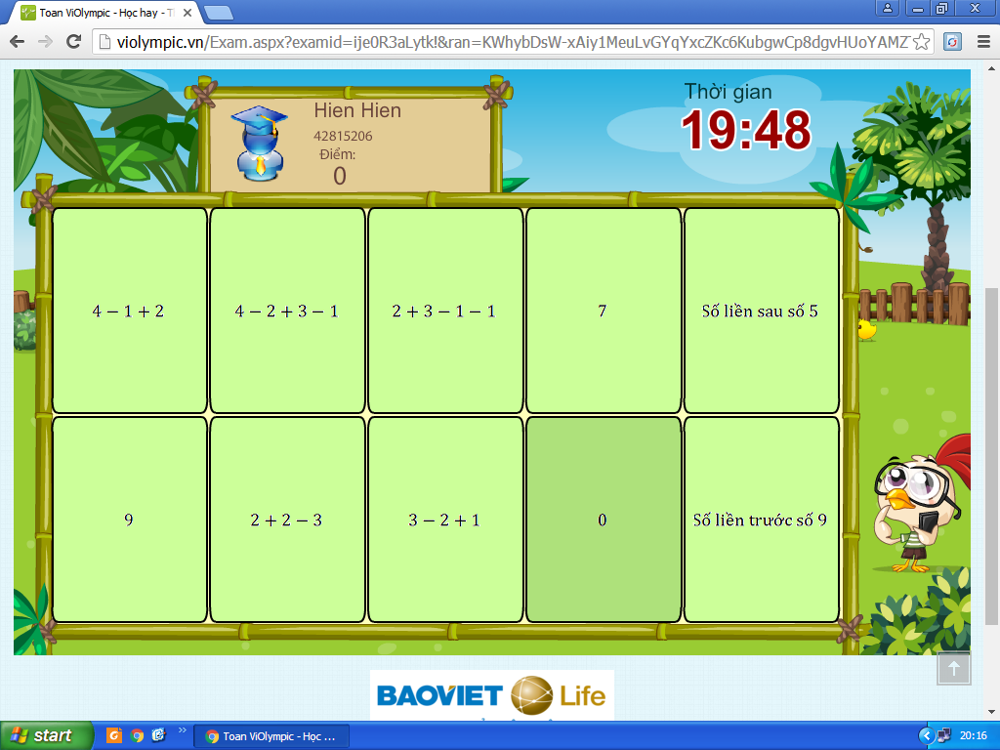 Toan ViOlympic - Học hay - Th
violympic.vn/Exam.aspx?examid=ije0R3aLytk!&ran=KWhybDsW-xAiy1MeuLvGYqYxcZKc6KubgwCp8dgvHUoYAMZ
Hien Hien
42815206
Điểm:
0
Thời gian
19:48
4 − 1 + 2
4 − 2 + 3 − 1
2 + 3 − 1 − 1
7
Số liền sau số 5
9
2 + 2 − 3
3 − 2 + 1
0
Số liền trước số 9
BAOVIET Life
start
Toan ViOlympic - Học ...
20:16